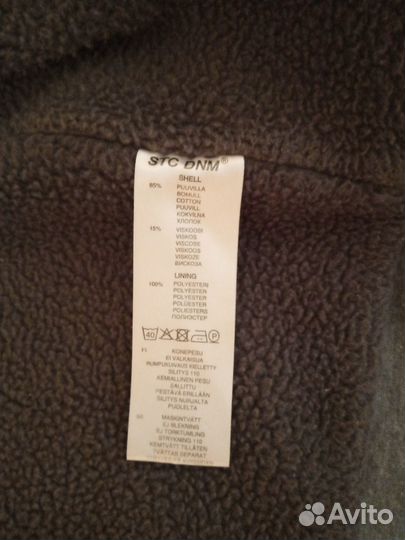 STC DNM®
SHELL
85% PUUVILLA
BOMULL
COTTON
PUUVILL
KOKVILNA
ХЛОПОК
15% VISKOOSI
VISKOS
VISCOSE
VISKOOS
VISKOZE
ВИСКОЗА
LINING
100% POLYESTERI
POLYESTER
POLYESTER
POLÜESTER
POLIESTERS
ПОЛИЭСТЕР
40 P
FI KONEPESU
EI VALKAISUA
RUMPUKUIVAUS KIELLETTY
SILITYS 110
KEMIALLINEN PESU
SALLITTU
PESTÄVÄ ERILLÄÄN
SILITYS NURJALTA
PUOLELTA
MASKINTVÄTT
EJ BLEKNING
EJ TORKTUMLING
STRYKNING 110
KEMTVÄTT TILLÅTEN
TVÄTTAS SEPARAT
Avito